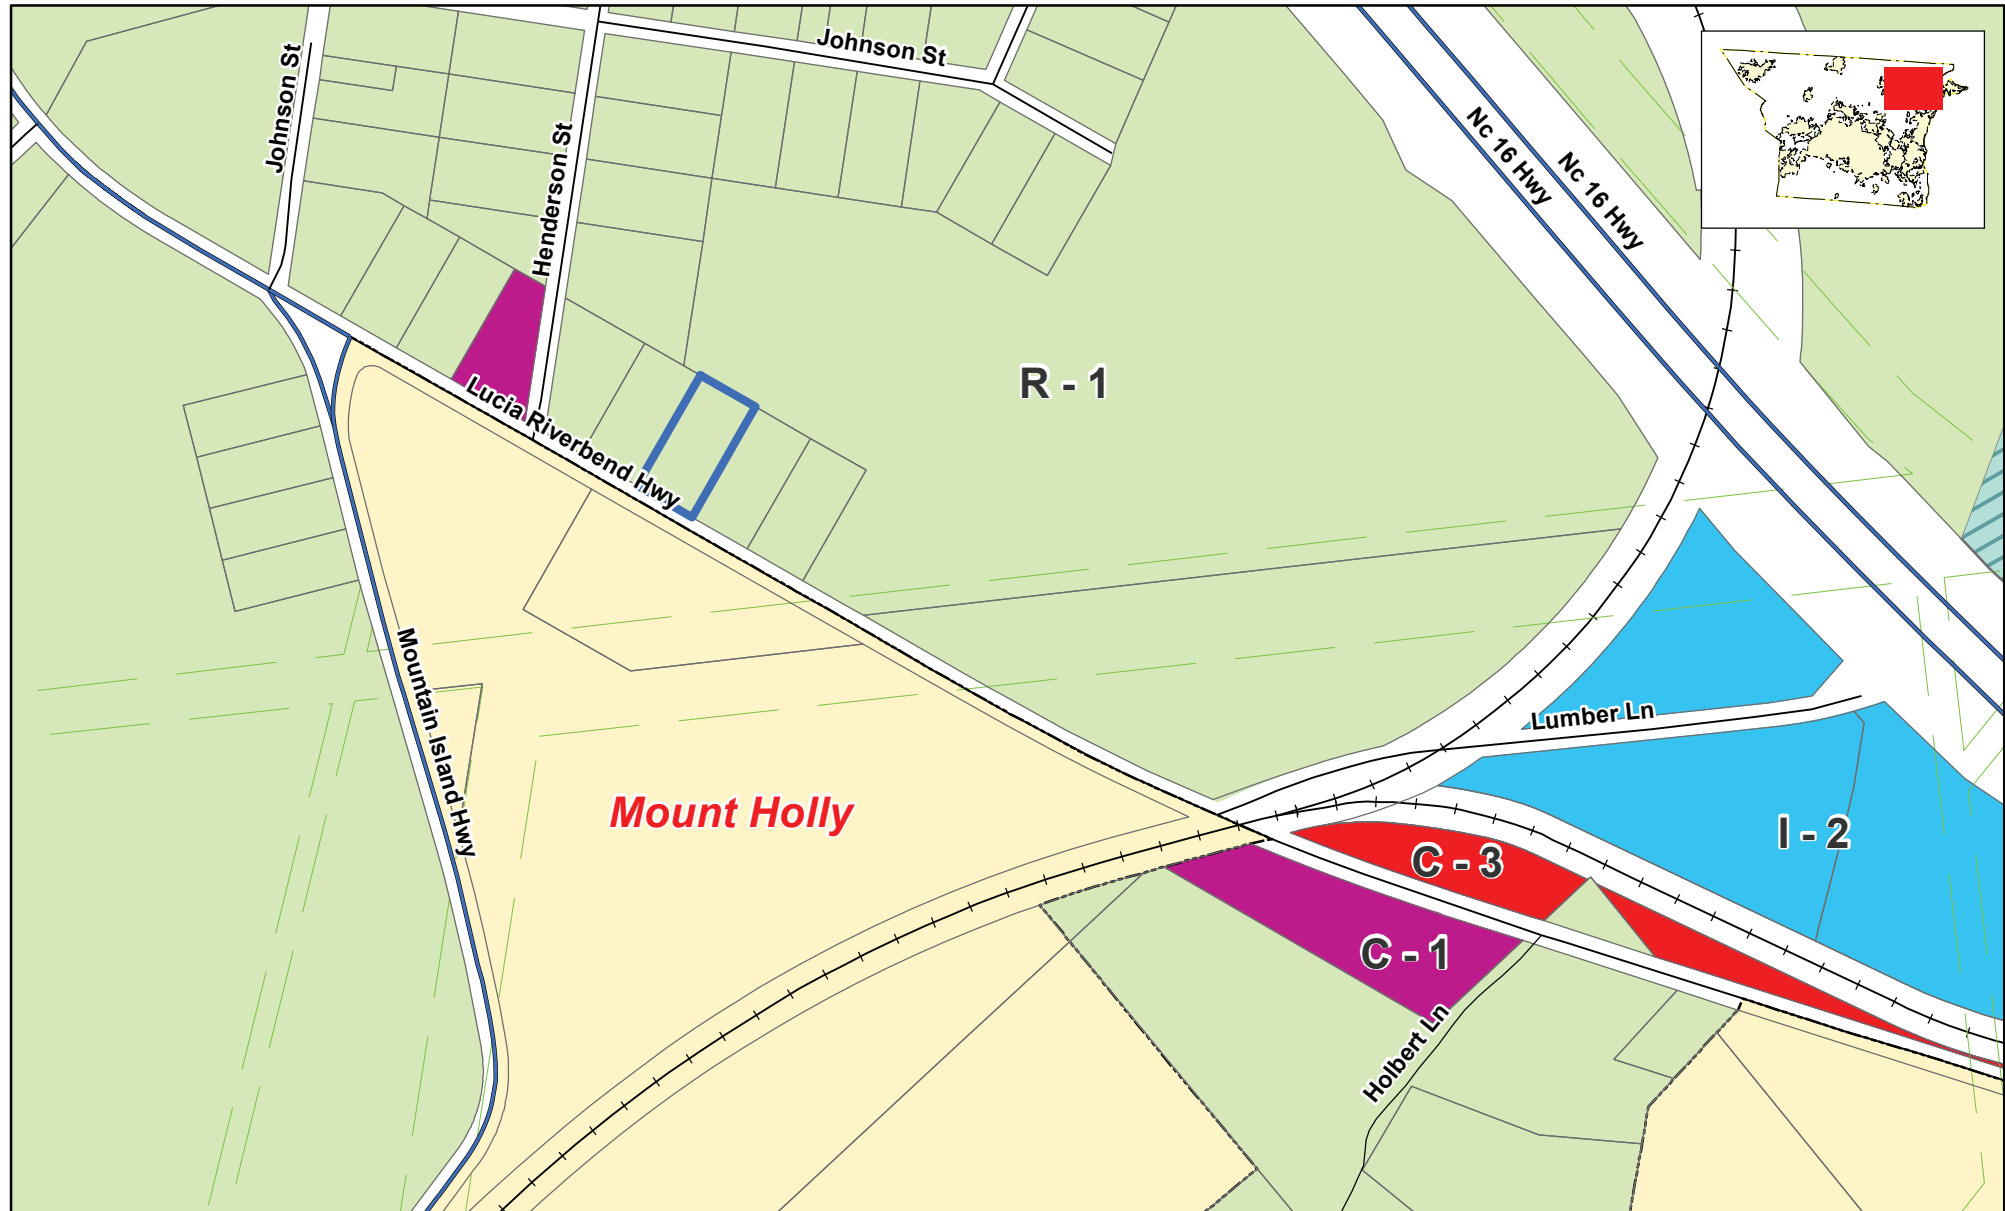 Johnson St
Johnson St
Henderson St
Nc 16 Hwy
Nc 16 Hwy
R - 1
Lucia Riverbend Hwy
Mountain Island Hwy
Lumber Ln
Mount Holly
I - 2
C - 3
C - 1
Holbert Ln